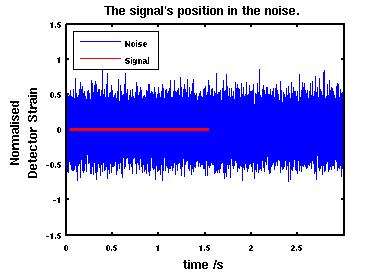 The signal's position in the noise.
1.5
Noise
Signal
1
0.5
0
-0.5
-1
-1.5
Normalised
Detector Strain
0 0.5 1 1.5 2 2.5
time /s